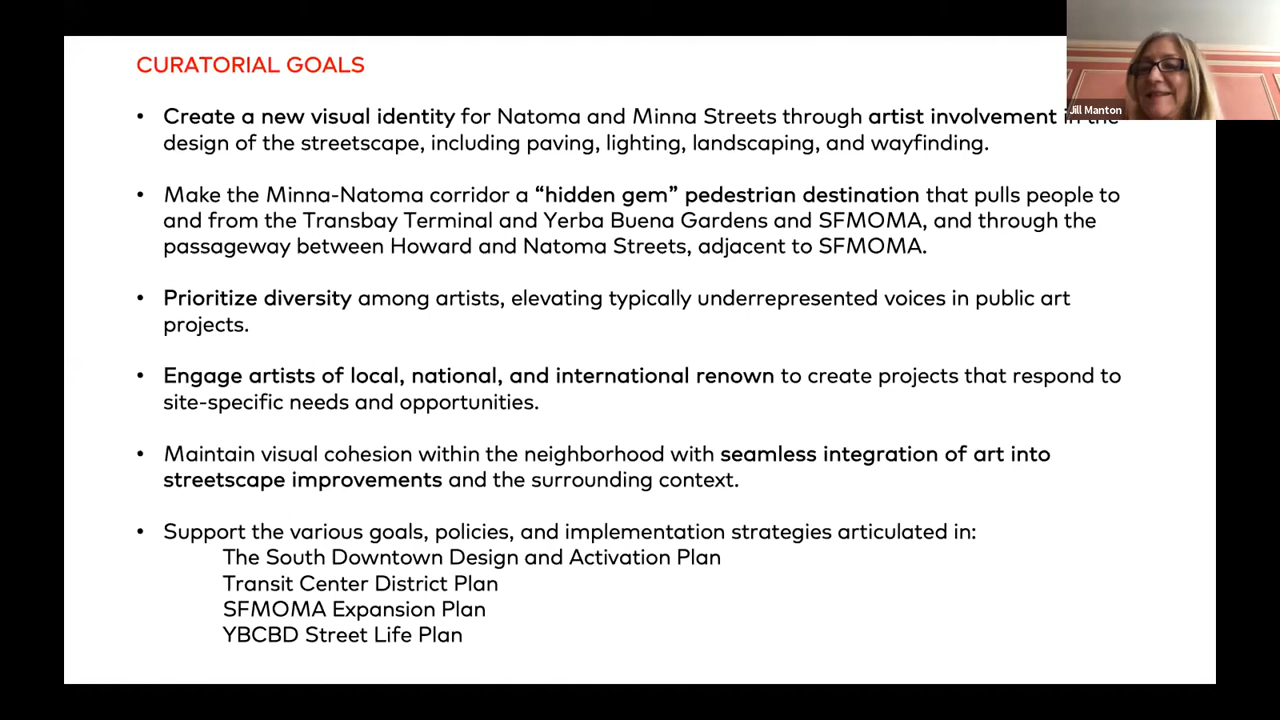 CURATORIAL GOALS
• Create a new visual identity for Natoma and Minna Streets through artist involvement in the
design of the streetscape, including paving, lighting, landscaping, and wayfinding.
• Make the Minna-Natoma corridor a “hidden gem” pedestrian destination that pulls people to
and from the Transbay Terminal and Yerba Buena Gardens and SFMOMA, and through the
passageway between Howard and Natoma Streets, adjacent to SFMOMA.
• Prioritize diversity among artists, elevating typically underrepresented voices in public art
projects.
• Engage artists of local, national, and international renown to create projects that respond to
site-specific needs and opportunities.
• Maintain visual cohesion within the neighborhood with seamless integration of art into
streetscape improvements and the surrounding context.
• Support the various goals, policies, and implementation strategies articulated in:
The South Downtown Design and Activation Plan
Transit Center District Plan
SFMOMA Expansion Plan
YBCBD Street Life Plan
Jill Manton